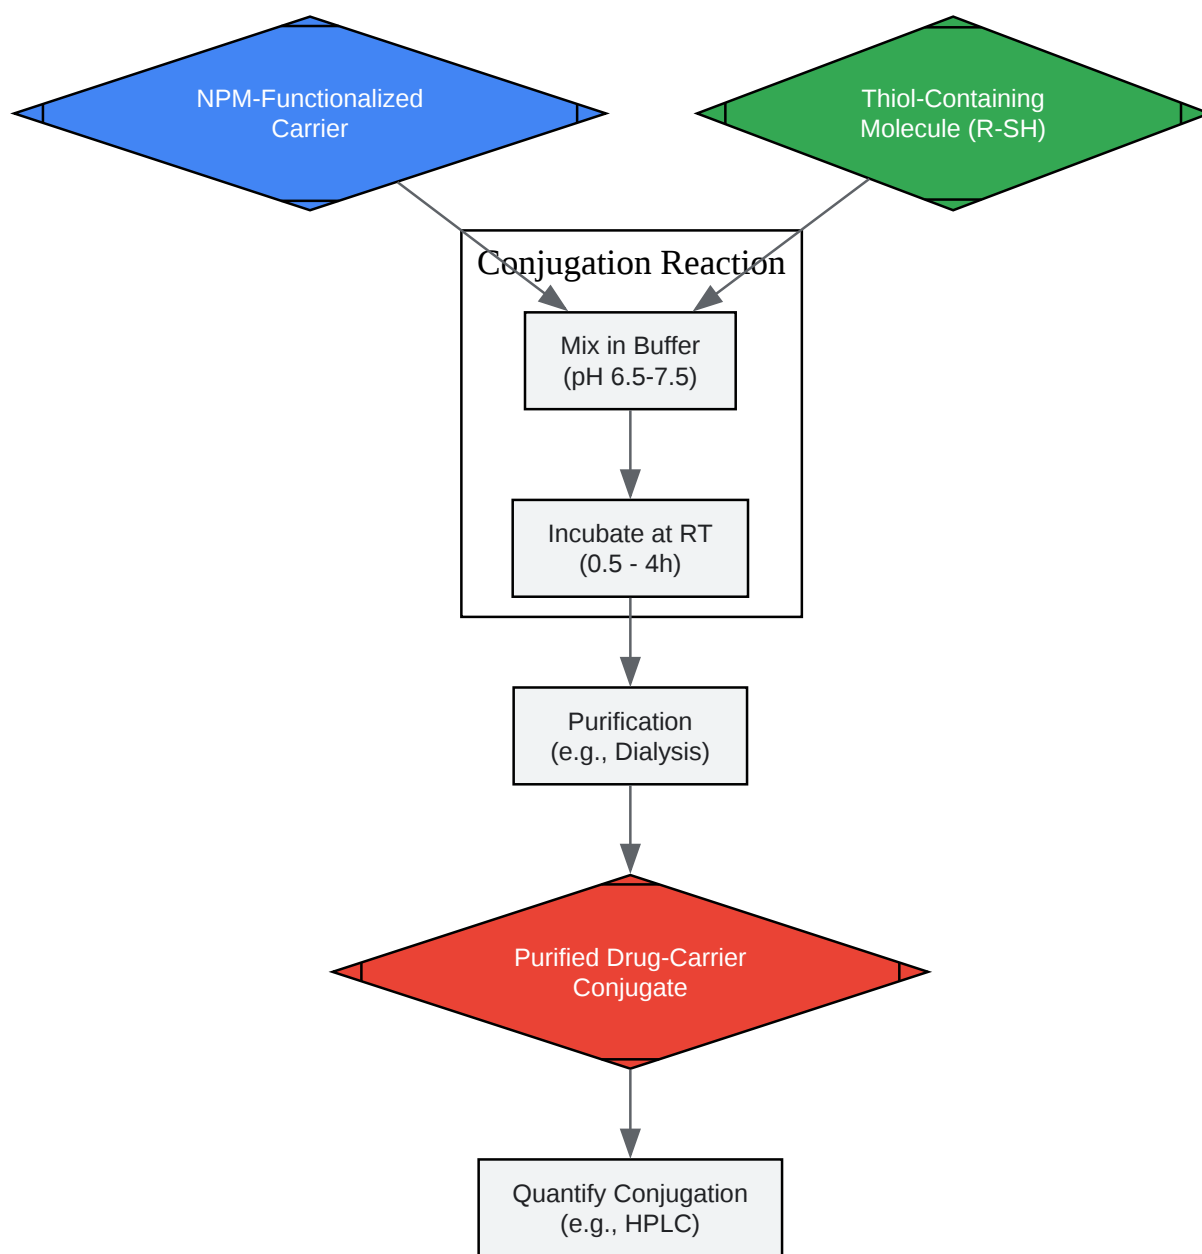 NPM-Functionalized
Carrier
Thiol-Containing
Molecule (R-SH)
Conjugation Reaction
Mix in Buffer
(pH 6.5-7.5)
Incubate at RT
(0.5 - 4h)
Purification
(e.g., Dialysis)
Purified Drug-Carrier
Conjugate
Quantify Conjugation
(e.g., HPLC)